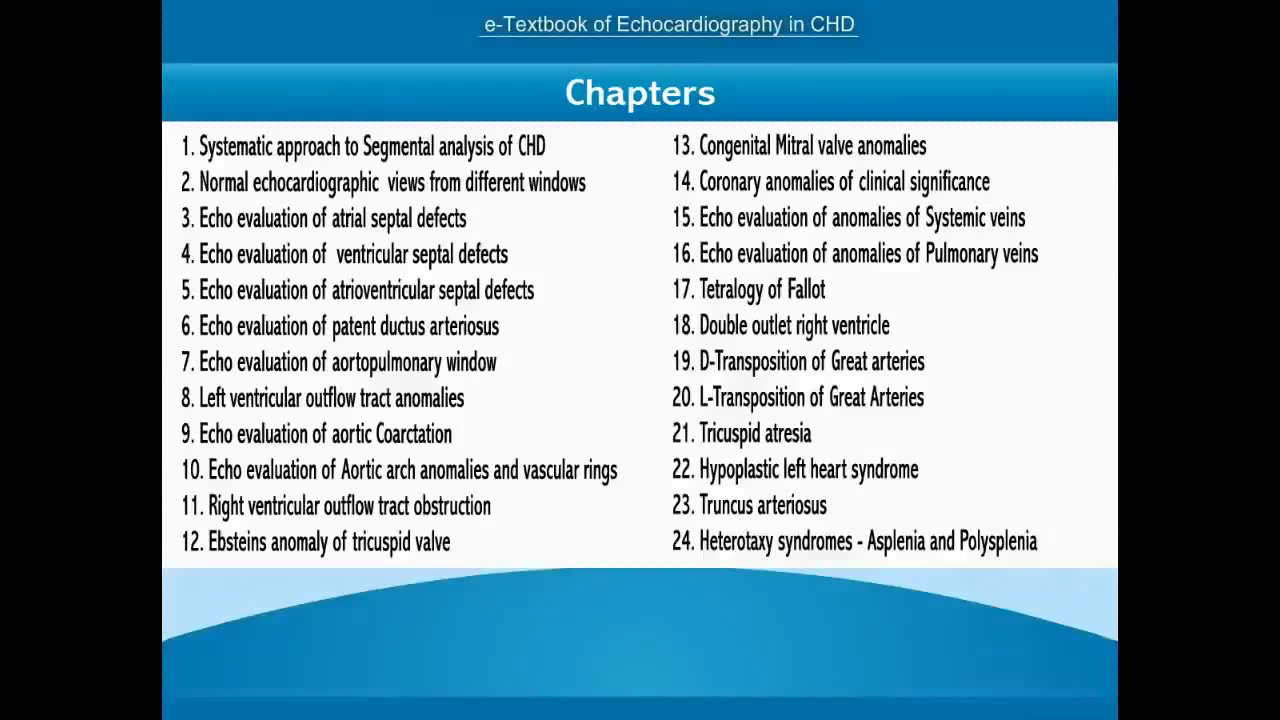 e-Textbook of Echocardiography in CHD
Chapters
1. Systematic approach to Segmental analysis of CHD
2. Normal echocardiographic views from different windows
3. Echo evaluation of atrial septal defects
4. Echo evaluation of ventricular septal defects
5. Echo evaluation of atrioventricular septal defects
6. Echo evaluation of patent ductus arteriosus
7. Echo evaluation of aortopulmonary window
8. Left ventricular outflow tract anomalies
9. Echo evaluation of aortic Coarctation
10. Echo evaluation of Aortic arch anomalies and vascular rings
11. Right ventricular outflow tract obstruction
12. Ebsteins anomaly of tricuspid valve
13. Congenital Mitral valve anomalies
14. Coronary anomalies of clinical significance
15. Echo evaluation of anomalies of Systemic veins
16. Echo evaluation of anomalies of Pulmonary veins
17. Tetralogy of Fallot
18. Double outlet right ventricle
19. D-Transposition of Great arteries
20. L-Transposition of Great Arteries
21. Tricuspid atresia
22. Hypoplastic left heart syndrome
23. Truncus arteriosus
24. Heterotaxy syndromes - Asplenia and Polysplenia